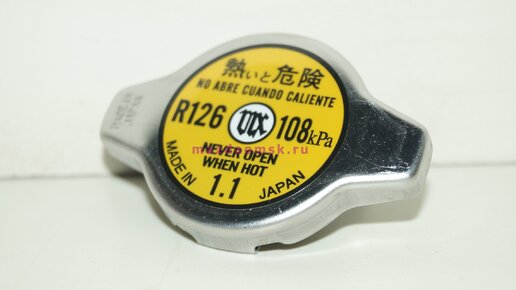 熱いと危険
NO ABRE CUANDO CALIENTE
R126 108kPa
NEVER OPEN
WHEN HOT
1.1
MADE IN JAPAN